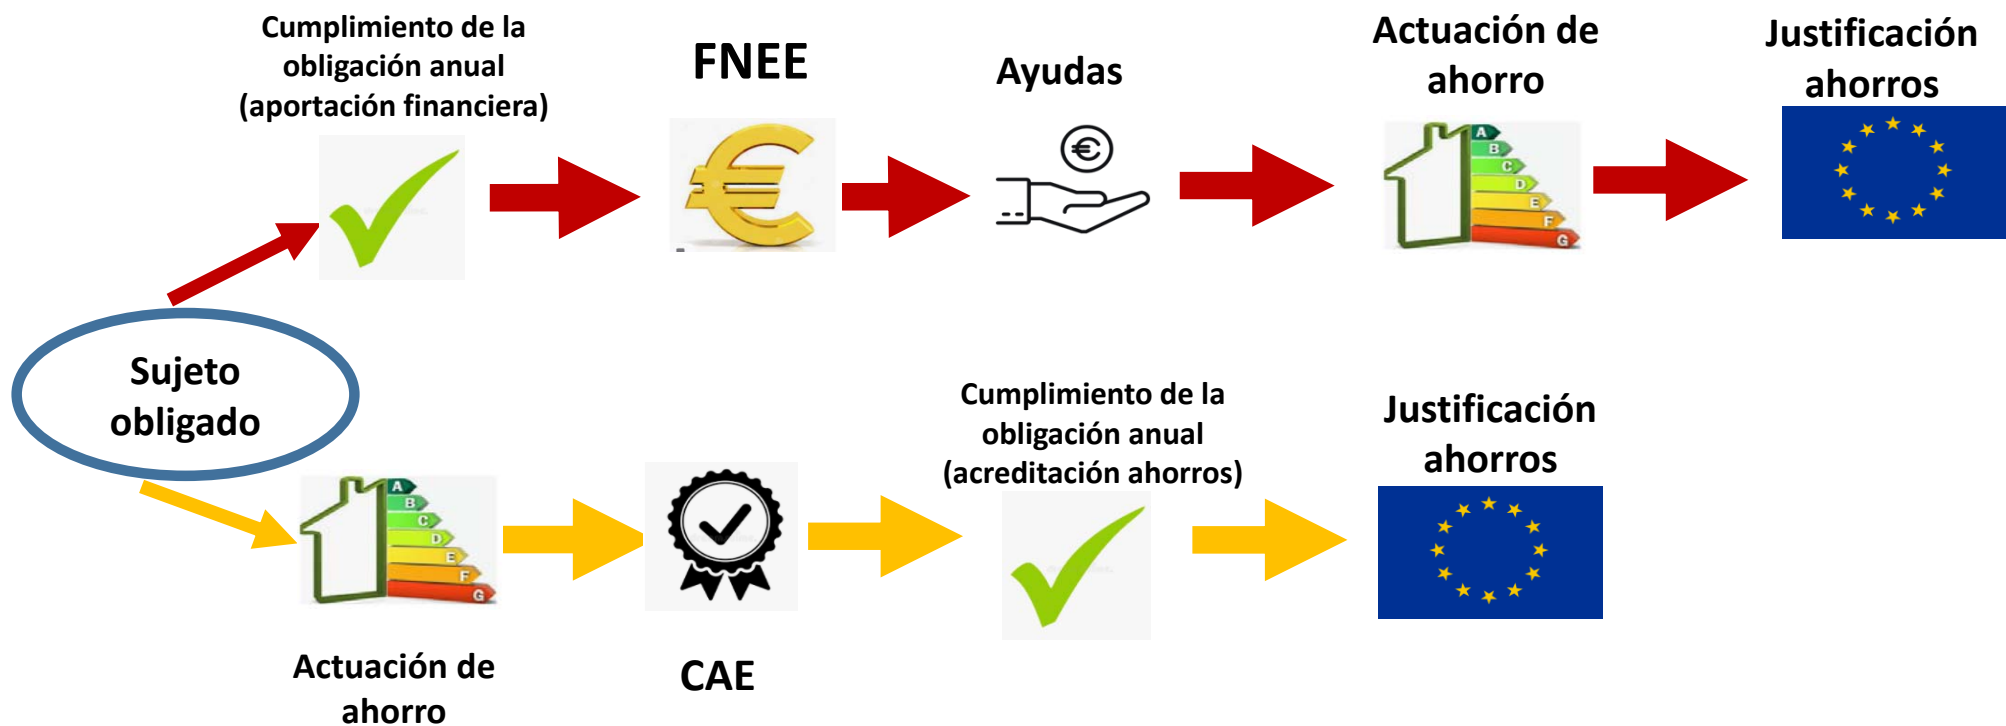 Cumplimiento de la
obligación anual
(aportación financiera)
FNEE
Ayudas
Actuación de
ahorro
Justificación
ahorros
A
B
C
D
E
F
G
Sujeto
obligado
A
B
C
D
E
F
G
Actuación de
ahorro
CAE
Cumplimiento de la
obligación anual
(acreditación ahorros)
Justificación
ahorros